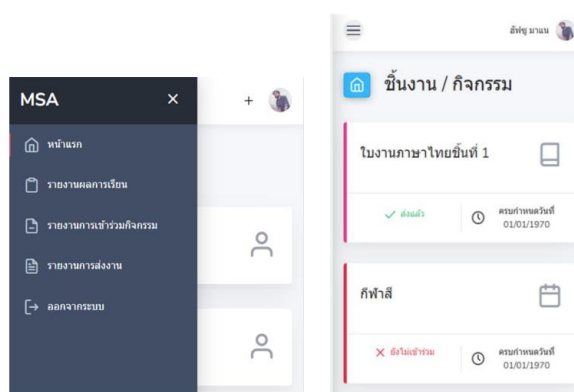 MSA
หน้าแรก
รายงานผลการเรียน
รายงานการเข้าร่วมกิจกรรม
รายงานการส่งงาน
ออกจากระบบ
อัฟซู มาแน
ชิ้นงาน / กิจกรรม
ใบงานภาษาไทยชิ้นที่ 1
ส่งแล้ว
ครบกำหนดวันที่
01/01/1970
กีฬาสี
ยังไม่เข้าร่วม
ครบกำหนดวันที่
01/01/1970